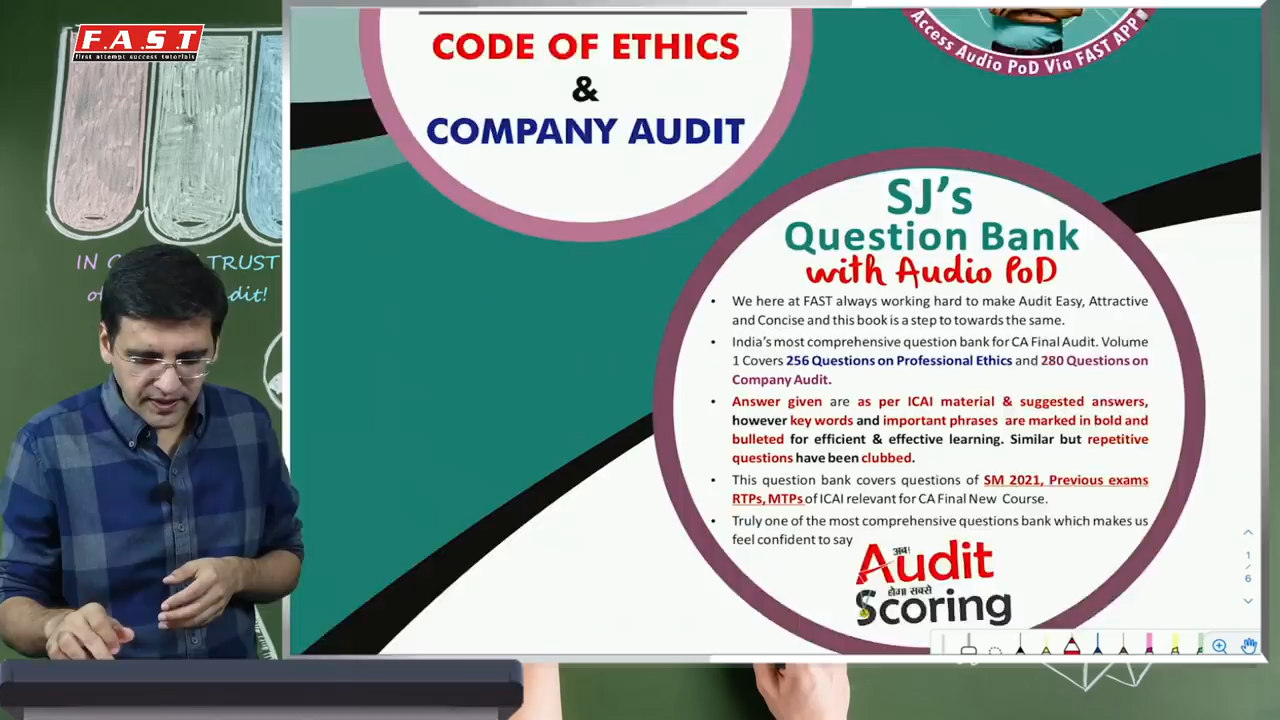 F.A.S.T
first attempt success tutorials
IN
TRUST
dit!
CODE OF ETHICS
&
COMPANY AUDIT
Access Audio PoD Via FAST APP
SJ's
Question Bank
with Audio PoD
• We here at FAST always working hard to make Audit Easy, Attractive
and Concise and this book is a step to towards the same.
• India's most comprehensive question bank for CA Final Audit. Volume
1 Covers 256 Questions on Professional Ethics and 280 Questions on
Company Audit.
• Answer given are as per ICAI material & suggested answers,
however key words and important phrases are marked in bold and
bulleted for efficient & effective learning. Similar but repetitive
questions have been clubbed.
• This question bank covers questions of SM 2021, Previous exams
RTPs, MTPs of ICAI relevant for CA Final New Course.
• Truly one of the most comprehensive questions bank which makes us
feel confident to say
अब!
Audit
होगा सबसे
Scoring
1
/
6